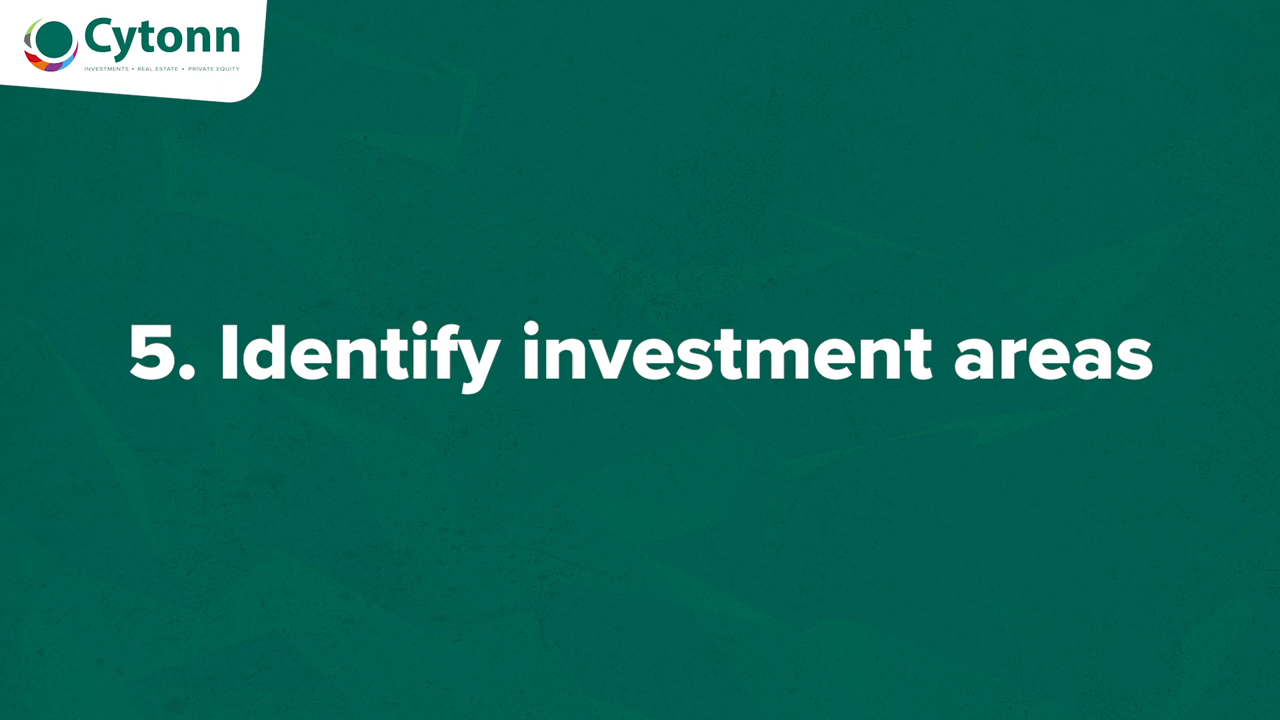 Cytonn
INVESTMENTS • REAL ESTATE • PRIVATE EQUITY
5. Identify investment areas